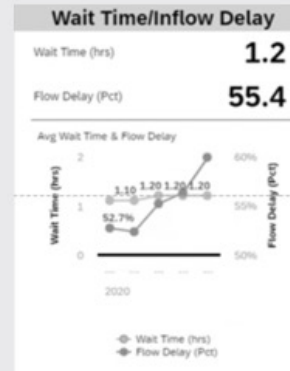 Wait Time/Inflow Delay
Wait Time (hrs) 1.2
Flow Delay (Pct) 55.4
Avg Wait Time & Flow Delay
Wait Time (hrs)
2
1
0
1.10 1.20 1.20 1.20
52.7%
60%
55%
50%
Flow Delay (Pct)
2020
Wait Time (hrs)
Flow Delay (Pct)